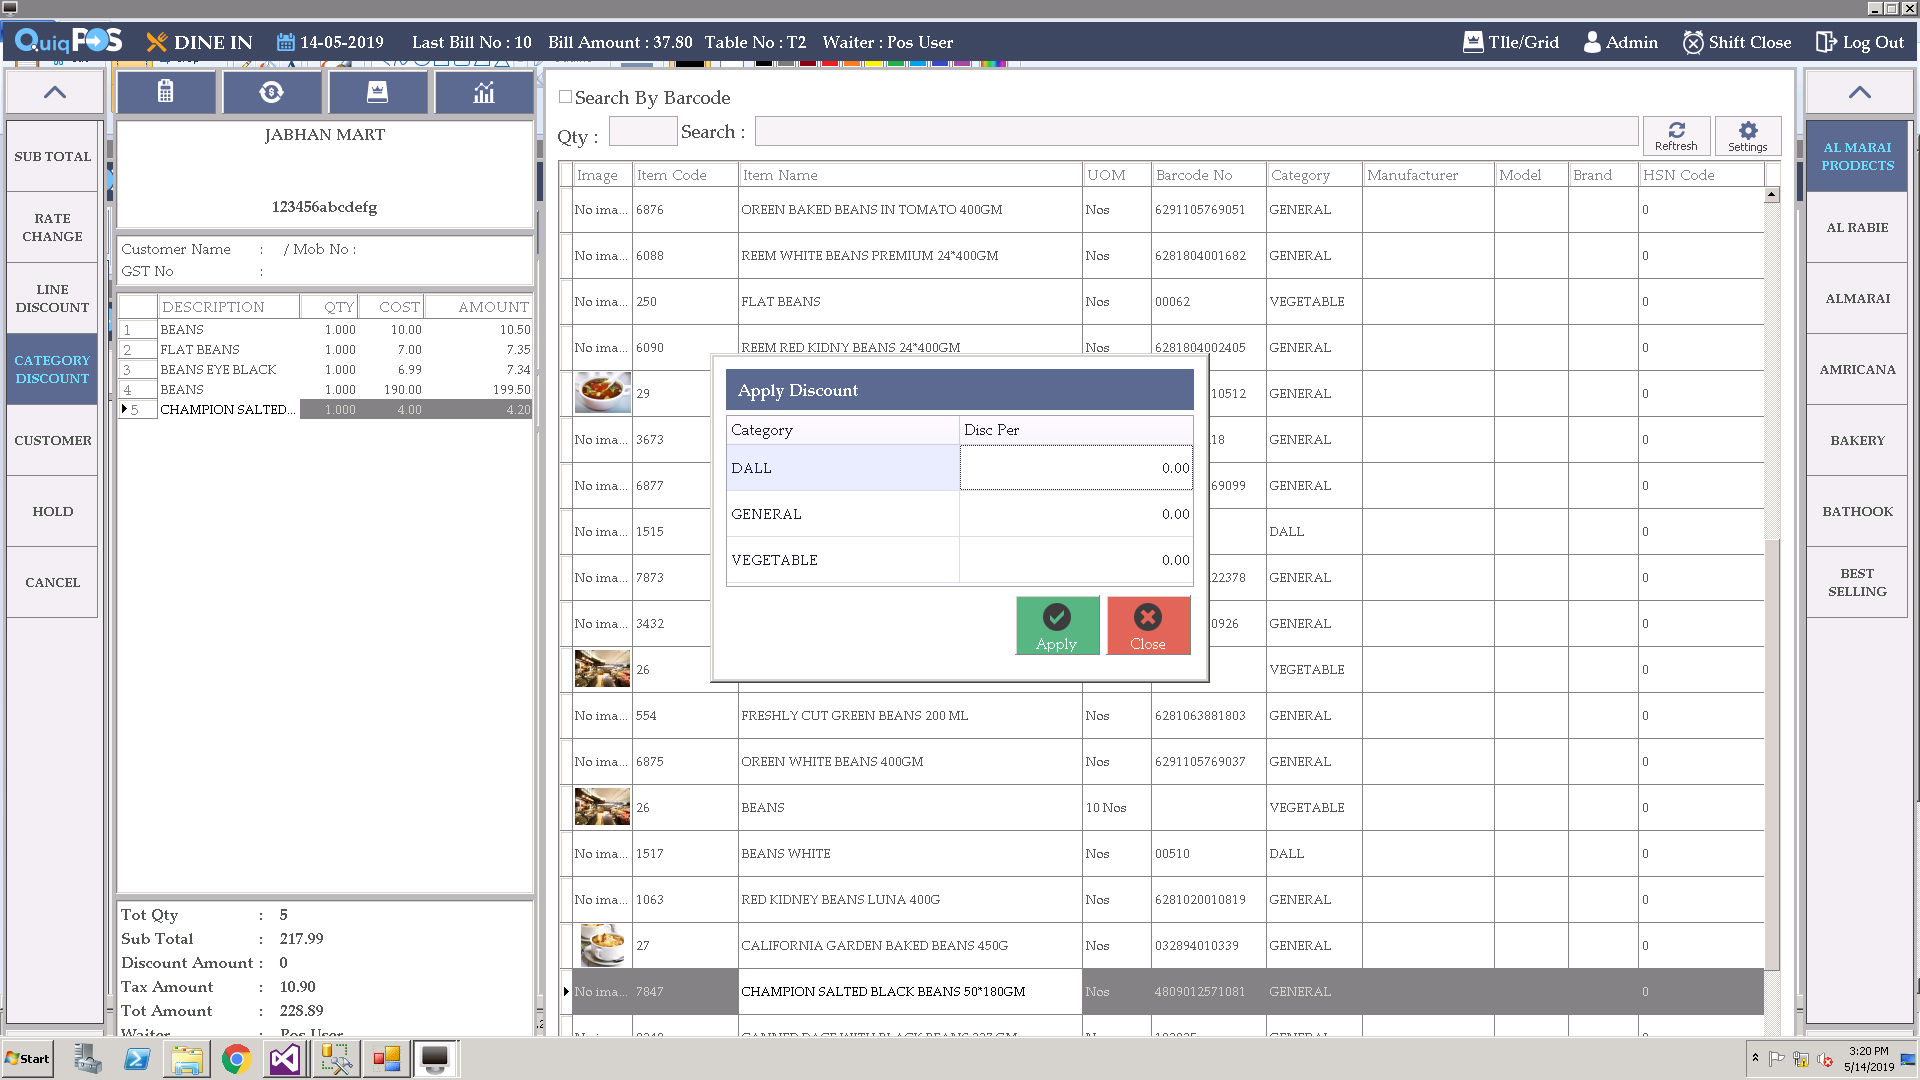 QuiqPOS DINE IN 14-05-2019 Last Bill No : 10 Bill Amount : 37.80 Table No : T2 Waiter : Pos User TIle/Grid Admin Shift Close Log Out
SUB TOTAL
RATE CHANGE
LINE DISCOUNT
CATEGORY DISCOUNT
CUSTOMER
HOLD
CANCEL
JABHAN MART
123456abcdefg
Customer Name : / Mob No :
GST No :
DESCRIPTION QTY COST AMOUNT
1 BEANS 1.000 10.00 10.50
2 FLAT BEANS 1.000 7.00 7.35
3 BEANS EYE BLACK 1.000 6.99 7.34
4 BEANS 1.000 190.00 199.50
5 CHAMPION SALTED... 1.000 4.00 4.20
Tot Qty : 5
Sub Total : 217.99
Discount Amount : 0
Tax Amount : 10.90
Tot Amount : 228.89
Waiter : Pos User
Search By Barcode
Qty : Search :
Reftresh Settings
Image Item Code Item Name UOM Barcode No Category Manufacturer Model Brand HSN Code
No ima... 6876 OREEN BAKED BEANS IN TOMATO 400GM Nos 6291105769051 GENERAL 0
No ima... 6088 REEM WHITE BEANS PREMIUM 24*400GM Nos 6281804001682 GENERAL 0
No ima... 250 FLAT BEANS Nos 00062 VEGETABLE 0
No ima... 6090 REEM RED KIDNY BEANS 24*400GM Nos 6281804002405 GENERAL 0
29 10512 GENERAL 0
No ima... 3673 18 GENERAL 0
No ima... 6877 69099 GENERAL 0
No ima... 1515 DALL 0
No ima... 7873 22378 GENERAL 0
No ima... 3432 0926 GENERAL 0
26 VEGETABLE 0
No ima... 554 FRESHLY CUT GREEN BEANS 200 ML Nos 6281063881803 GENERAL 0
No ima... 6875 OREEN WHITE BEANS 400GM Nos 6291105769037 GENERAL 0
26 BEANS 10 Nos VEGETABLE 0
No ima... 1517 BEANS WHITE Nos 00510 DALL 0
No ima... 1063 RED KIDNEY BEANS LUNA 400G Nos 6281020010819 GENERAL 0
27 CALIFORNIA GARDEN BAKED BEANS 450G Nos 032894010339 GENERAL 0
No ima... 7847 CHAMPION SALTED BLACK BEANS 50*180GM Nos 4809012571081 GENERAL 0
Apply Discount
Category Disc Per
DALL 0.00
GENERAL 0.00
VEGETABLE 0.00
Apply Close
AL MARAI PRODECTS
AL RABIE
ALMARAI
AMRICANA
BAKERY
BATHOOK
BEST SELLING
Start
3:20 PM
5/14/2019